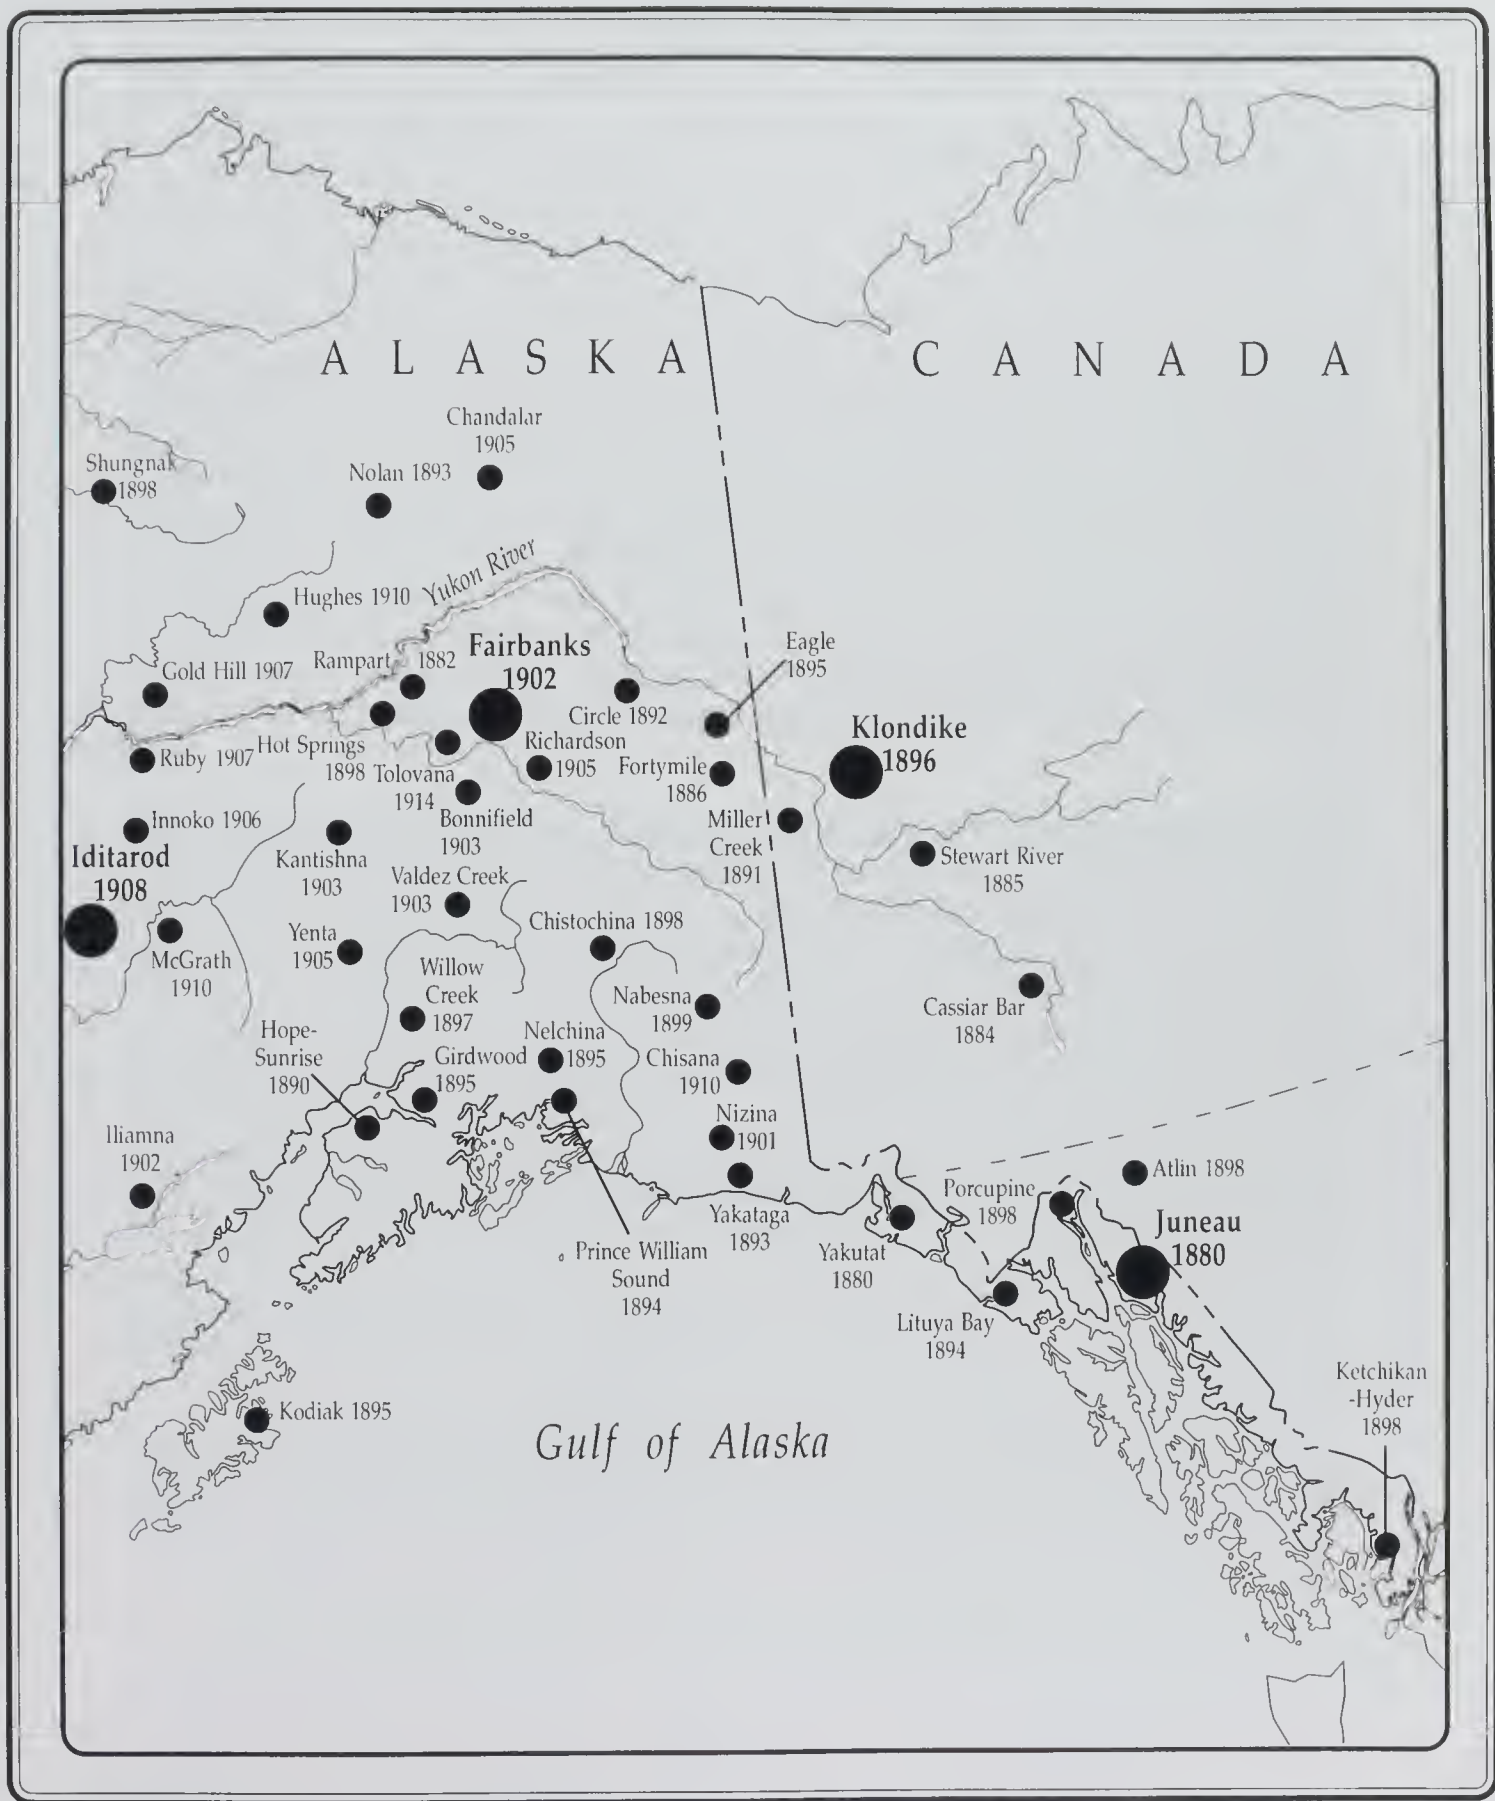 ALASKA
CANADA
Chandalar
1905
Shungnak
1898
Nolan 1893
Hughes 1910
Yukon River
Gold Hill 1907
Rampart 1882
Fairbanks
1902
Eagle
1895
Circle 1892
Klondike
1896
Ruby 1907
Hot Springs
1898
Tolovana
1914
Richardson
1905
Fortymile
1886
Bonnifield
1903
Miller
Creek
1891
Innoko 1906
Iditarod
1908
Kantishna
1903
Stewart River
1885
Valdez Creek
1903
Chistochina 1898
McGrath
1910
Yenta
1905
Willow
Creek
1897
Nabesna
1899
Cassiar Bar
1884
Hope-
Sunrise
1890
Girdwood
1895
Nelchina
1895
Chisana
1910
Nizina
1901
Iliamna
1902
Yakataga
1893
Prince William
Sound
1894
Yakutat
1880
Porcupine
1898
Atlin 1898
Juneau
1880
Lituya Bay
1894
Kodiak 1895
Gulf of Alaska
Ketchikan
-Hyder
1898